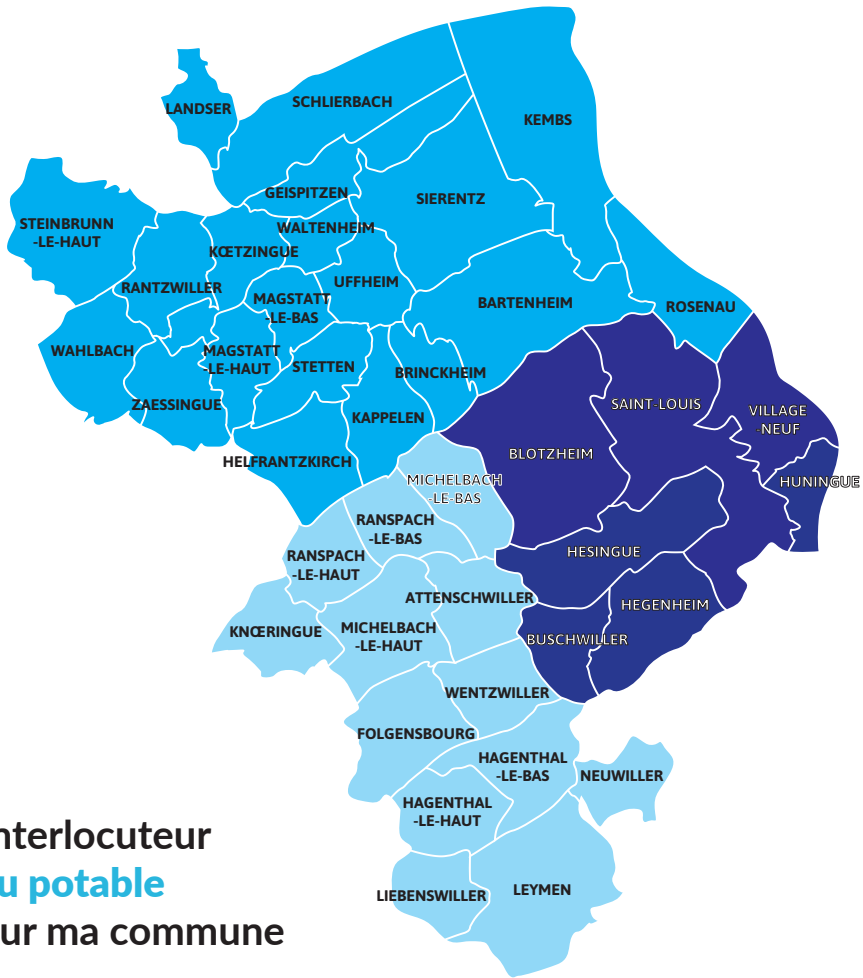 SCHLIERBACH
LANDSER
KEMBS
GEISPITZEN
SIERENTZ
STEINBRUNN
-LE-HAUT
WALTENHEIM
KŒTZINGUE
RANTZWILLER
UFFHEIM
MAGSTATT
-LE-BAS
BARTENHEIM
ROSENAU
WAHLBACH
MAGSTATT
-LE-HAUT
STETTEN
BRINCKHEIM
ZAESSINGUE
KAPPELEN
SAINT-LOUIS
VILLAGE
-NEUF
BLOTZHEIM
HELFRANTZKIRCH
MICHELBACH
-LE-BAS
HUNINGUE
RANSPACH
-LE-BAS
HESINGUE
RANSPACH
-LE-HAUT
ATTENSCHWILLER
HEGENHEIM
KNŒRINGUE
MICHELBACH
-LE-HAUT
BUSCHWILLER
WENTZWILLER
FOLGENSBOURG
HAGENTHAL
-LE-BAS
NEUWILLER
HAGENTHAL
-LE-HAUT
LIEBENSWILLER
LEYMEN
nterlocuteur
u potable
ur ma commune